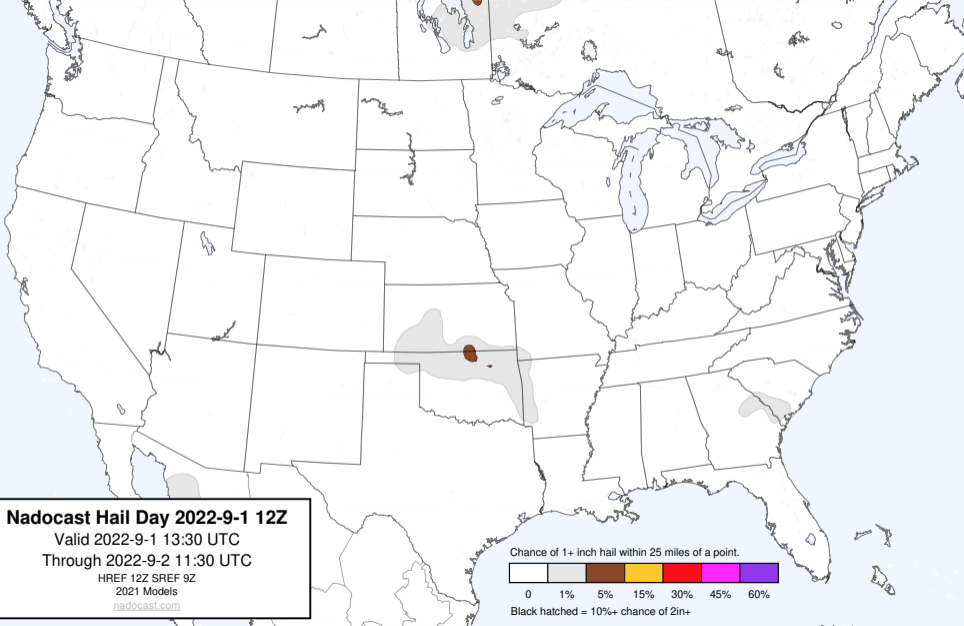 Nadocast Hail Day 2022-9-1 12Z
Valid 2022-9-1 13:30 UTC
Through 2022-9-2 11:30 UTC
HREF 12Z SREF 9Z
2021 Models
nadocast.com
Chance of 1+ inch hail within 25 miles of a point.
0 1% 5% 15% 30% 45% 60%
Black hatched = 10%+ chance of 2in+